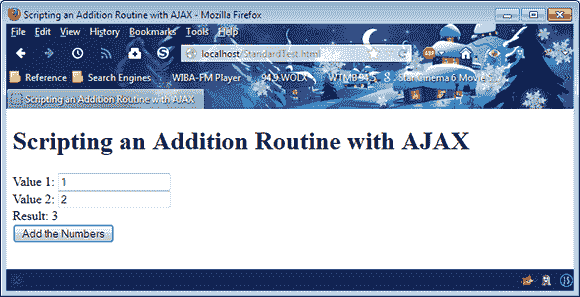 Scripting an Addition Routine with AJAX - Mozilla Firefox
File Edit View History Bookmarks Tools Help
localhost/StandardTest.html
ABP
Reference Search Engines WIBA-FM Player 94.9 WOLX WTMB 94.5 Star Cinema 6 Movie S
Scripting an Addition Routine with AJAX
Scripting an Addition Routine with AJAX
Value 1: 1
Value 2: 2
Result: 3
Add the Numbers